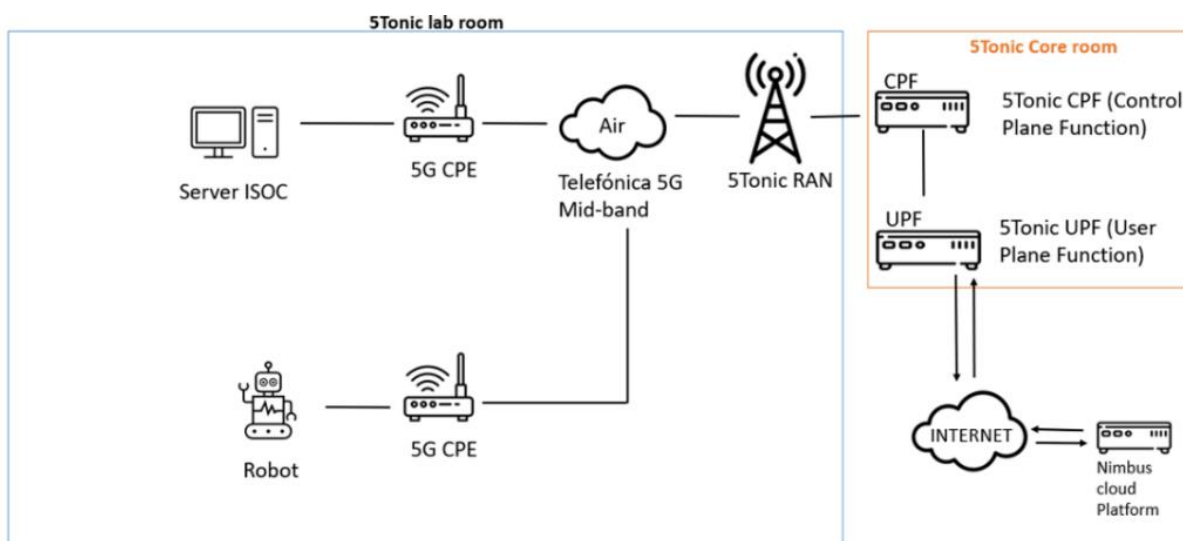 5Tonic lab room
5Tonic Core room
CPF
5Tonic CPF (Control
Plane Function)
Air
5G CPE
Server ISOC
Telefónica 5G
Mid-band
5Tonic RAN
UPF
5Tonic UPF (User
Plane Function)
5G CPE
Robot
INTERNET
Nimbus
cloud
Platform